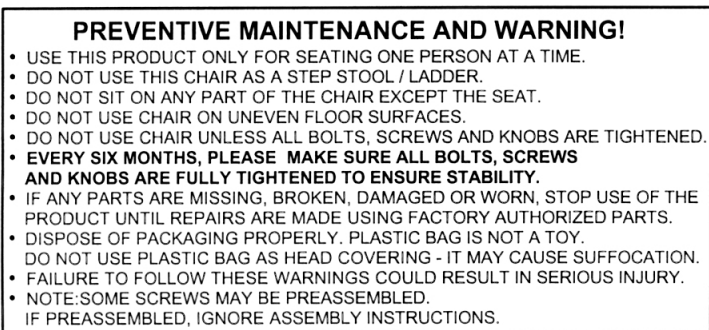 PREVENTIVE MAINTENANCE AND WARNING!
• USE THIS PRODUCT ONLY FOR SEATING ONE PERSON AT A TIME.
• DO NOT USE THIS CHAIR AS A STEP STOOL / LADDER.
• DO NOT SIT ON ANY PART OF THE CHAIR EXCEPT THE SEAT.
• DO NOT USE CHAIR ON UNEVEN FLOOR SURFACES.
• DO NOT USE CHAIR UNLESS ALL BOLTS, SCREWS AND KNOBS ARE TIGHTENED.
• EVERY SIX MONTHS, PLEASE MAKE SURE ALL BOLTS, SCREWS
AND KNOBS ARE FULLY TIGHTENED TO ENSURE STABILITY.
• IF ANY PARTS ARE MISSING, BROKEN, DAMAGED OR WORN, STOP USE OF THE
PRODUCT UNTIL REPAIRS ARE MADE USING FACTORY AUTHORIZED PARTS.
• DISPOSE OF PACKAGING PROPERLY. PLASTIC BAG IS NOT A TOY.
DO NOT USE PLASTIC BAG AS HEAD COVERING - IT MAY CAUSE SUFFOCATION.
• FAILURE TO FOLLOW THESE WARNINGS COULD RESULT IN SERIOUS INJURY.
• NOTE:SOME SCREWS MAY BE PREASSEMBLED.
IF PREASSEMBLED, IGNORE ASSEMBLY INSTRUCTIONS.